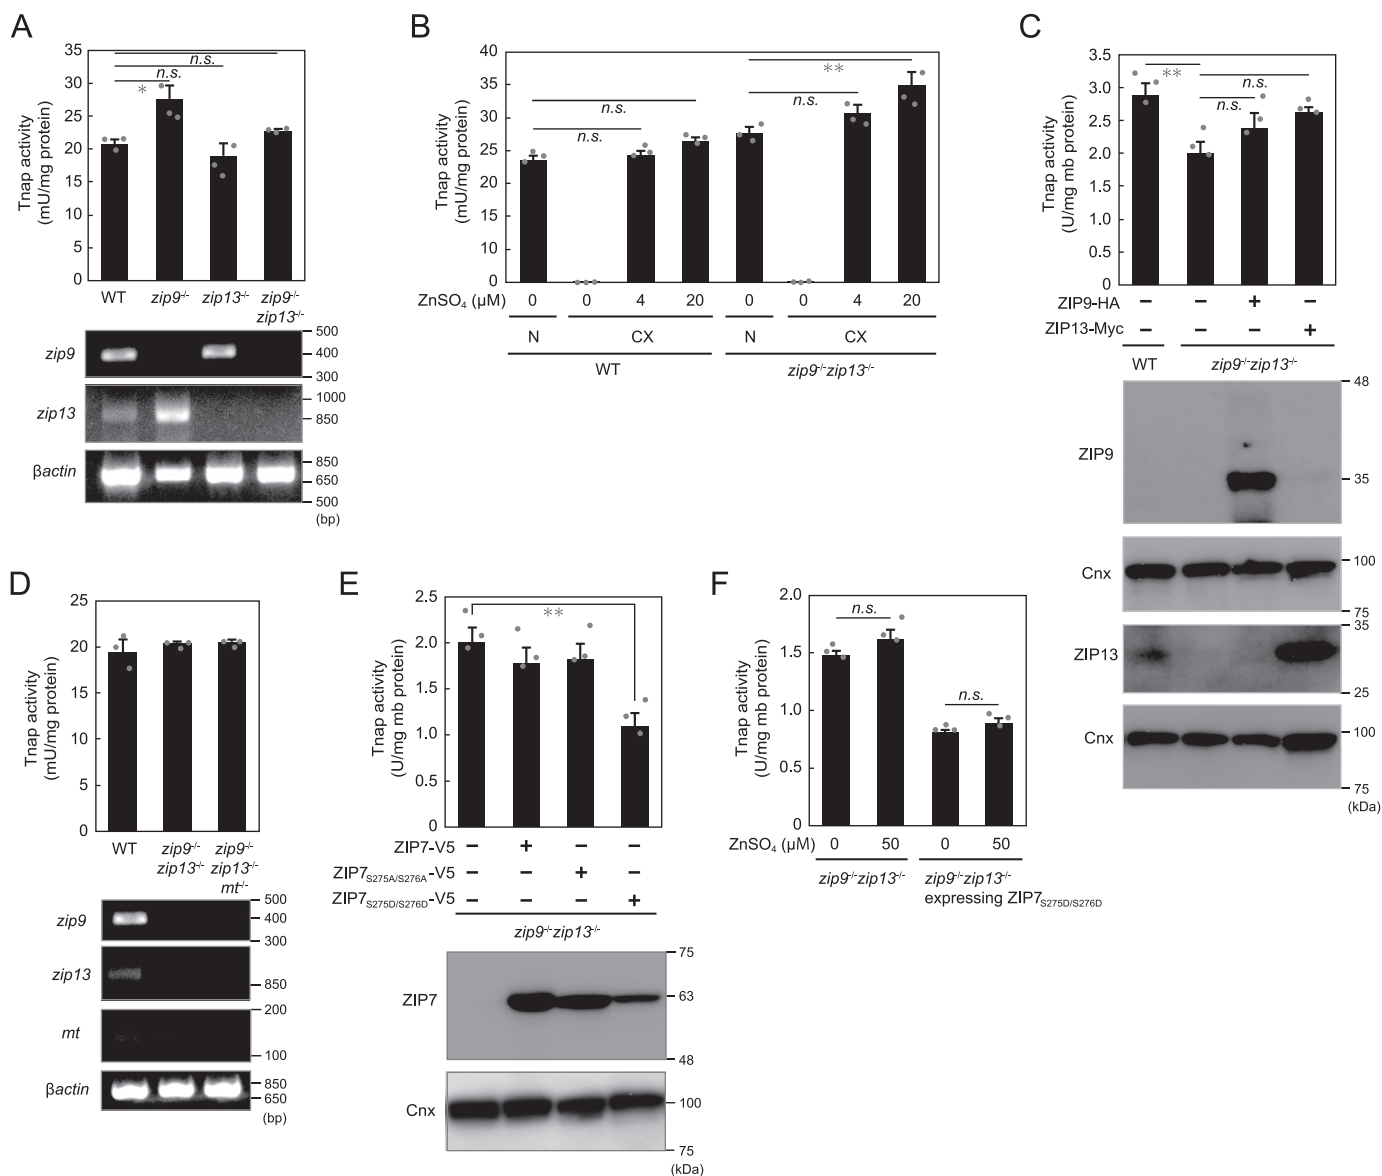 A
Tnap activity
(mU/mg protein)
35
30
25
20
15
10
5
0
n.s.
n.s.
*
WT
zip9-/-
zip13-/-
zip9-/-
zip13-/-
zip9
500
400
300
zip13
1000
850
βactin
850
650
500
(bp)
B
Tnap activity
(mU/mg protein)
40
35
30
25
20
35
30
10
0
n.s.
n.s.
**
n.s.
ZnSO4 (μM)
0 0 4 20 0 0 4 20
N CX N CX
WT zip9-/-zip13-/-
C
Tnap activity
(U/mg mb protein)
3.5
3.0
2.5
2.0
1.5
1.0
0.5
0
**
n.s.
n.s.
ZIP9-HA − − + −
ZIP13-Myc − − − +
WT zip9-/-zip13-/-
ZIP9
48
35
Cnx
100
75
ZIP13
35
25
Cnx
100
75
(kDa)
D
Tnap activity
(mU/mg protein)
25
20
15
10
5
0
WT
zip9-/-
zip13-/-
zip9-/-
zip13-/-
mt-/-
zip9
500
400
300
zip13
850
mt
200
100
βactin
850
650
(bp)
E
Tnap activity
(U/mg mb protein)
2.5
2.0
1.5
1.0
0.5
0
**
ZIP7-V5 − + − −
ZIP7S275A/S276A-V5 − − + −
ZIP7S275D/S276D-V5 − − − +
zip9-/-zip13-/-
ZIP7
75
63
48
Cnx
100
75
(kDa)
F
Tnap activity
(U/mg mb protein)
2.0
1.5
1.0
0.5
0
n.s.
n.s.
ZnSO4 (μM) 0 50 0 50
zip9-/-zip13-/- zip9-/-zip13-/-
expressing ZIP7S275D/S276D